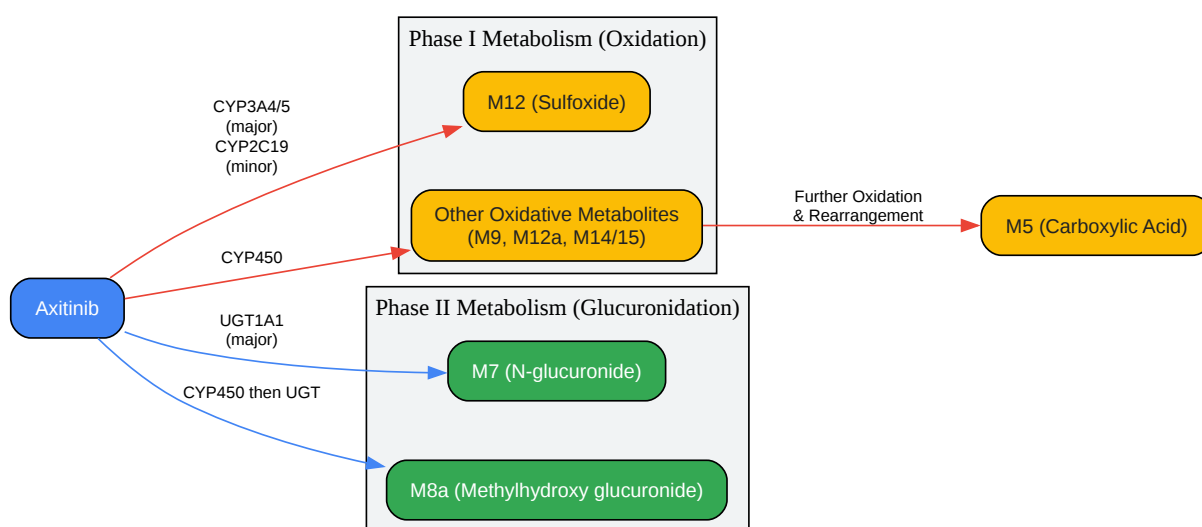 Phase I Metabolism (Oxidation)
M12 (Sulfoxide)
CYP3A4/5
(major)
CYP2C19
(minor)
Other Oxidative Metabolites
(M9, M12a, M14/15)
Further Oxidation
& Rearrangement
M5 (Carboxylic Acid)
CYP450
Axitinib
Phase II Metabolism (Glucuronidation)
UGT1A1
(major)
M7 (N-glucuronide)
CYP450 then UGT
M8a (Methylhydroxy glucuronide)